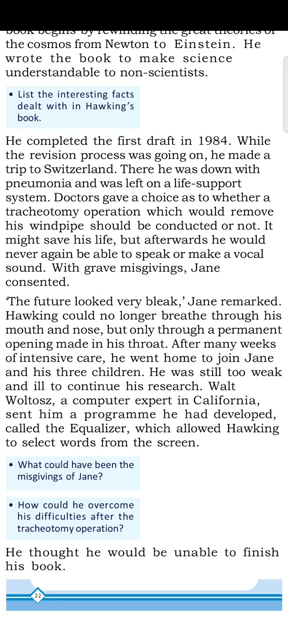 book begins by rewinding the great theories of
the cosmos from Newton to Einstein. He
wrote the book to make science
understandable to non-scientists.
• List the interesting facts
dealt with in Hawking's
book.
He completed the first draft in 1984. While
the revision process was going on, he made a
trip to Switzerland. There he was down with
pneumonia and was left on a life-support
system. Doctors gave a choice as to whether a
tracheotomy operation which would remove
his windpipe should be conducted or not. It
might save his life, but afterwards he would
never again be able to speak or make a vocal
sound. With grave misgivings, Jane
consented.
'The future looked very bleak,' Jane remarked.
Hawking could no longer breathe through his
mouth and nose, but only through a permanent
opening made in his throat. After many weeks
of intensive care, he went home to join Jane
and his three children. He was still too weak
and ill to continue his research. Walt
Woltosz, a computer expert in California,
sent him a programme he had developed,
called the Equalizer, which allowed Hawking
to select words from the screen.
• What could have been the
misgivings of Jane?
• How could he overcome
his difficulties after the
tracheotomy operation?
He thought he would be unable to finish
his book.
22